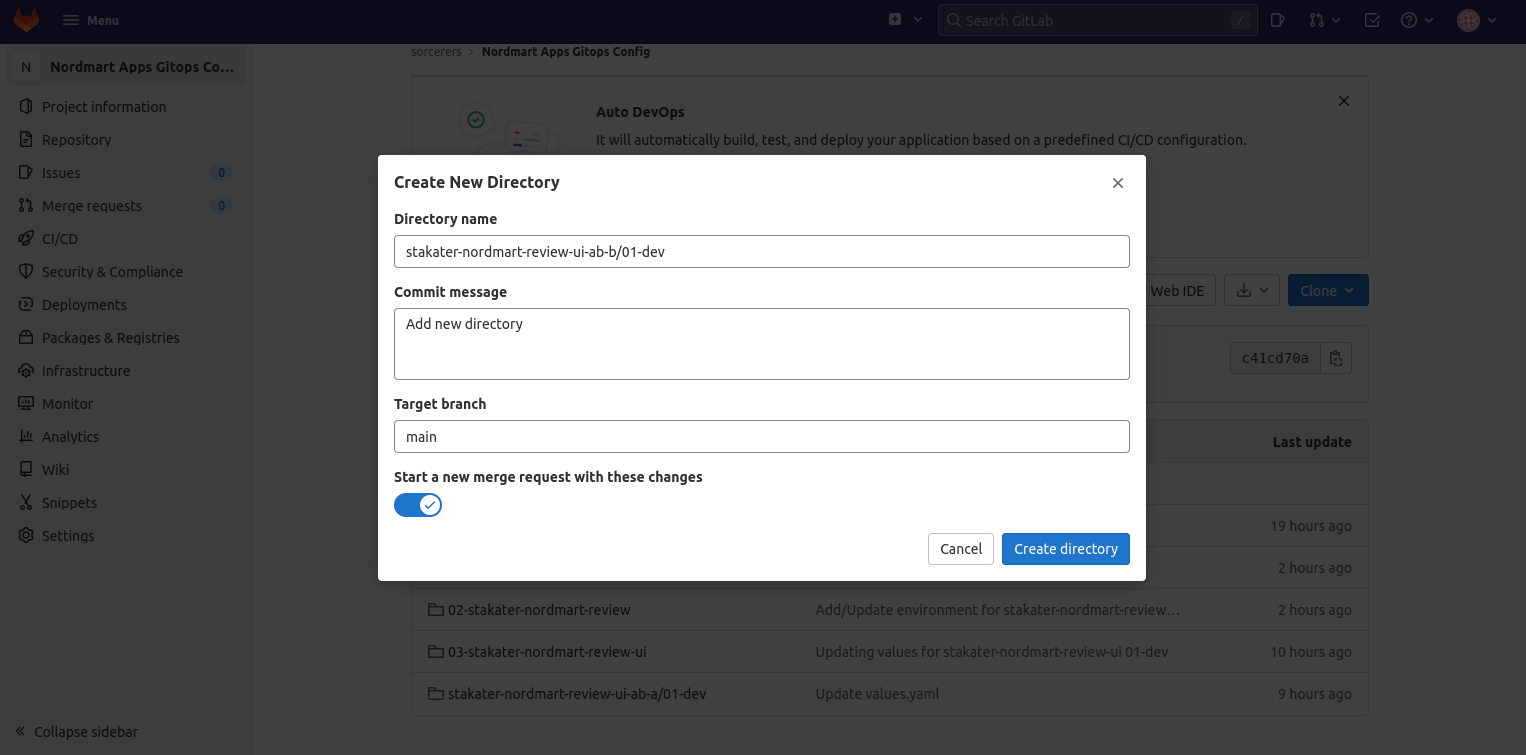 Menu
Search GitLab
/
N
Nordmart Apps Gitops Co...
Project information
Repository
Issues 0
Merge requests 0
CI/CD
Security & Compliance
Deployments
Packages & Registries
Infrastructure
Monitor
Analytics
Wiki
Snippets
Settings
Collapse sidebar
sorcerers › Nordmart Apps Gitops Config
Auto DevOps
It will automatically build, test, and deploy your application based on a predefined CI/CD configuration.
Create New Directory
Directory name
stakater-nordmart-review-ui-ab-b/01-dev
Commit message
Add new directory
Target branch
main
Start a new merge request with these changes
Cancel
Create directory
Web IDE
Clone
c41cd70a
Last update
19 hours ago
2 hours ago
02-stakater-nordmart-review Add/Update environment for stakater-nordmart-review... 2 hours ago
03-stakater-nordmart-review-ui Updating values for stakater-nordmart-review-ui 01-dev 10 hours ago
stakater-nordmart-review-ui-ab-a/01-dev Update values.yaml 9 hours ago